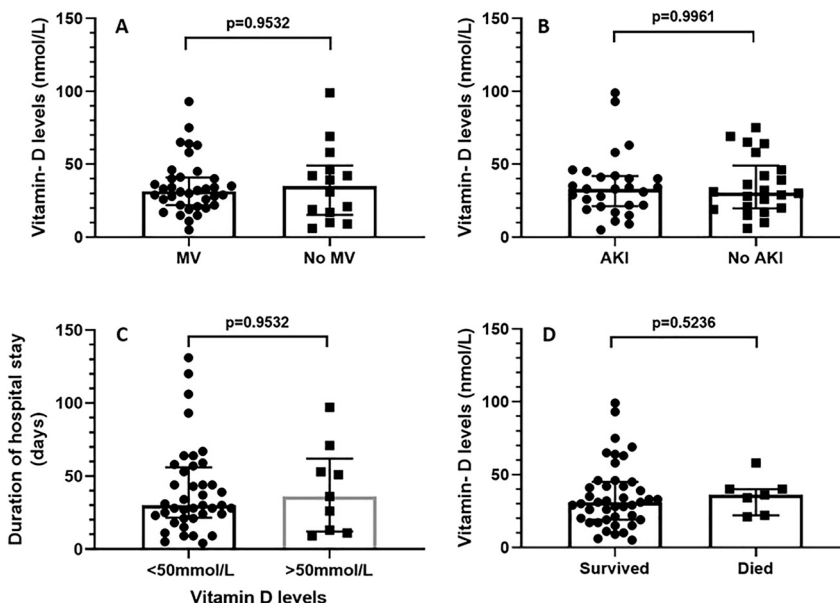 A
p=0.9532
Vitamin- D levels (nmol/L)
150
100
50
0
MV
No MV
B
p=0.9961
Vitamin- D levels (nmol/L)
150
100
50
0
AKI
No AKI
C
p=0.9532
Duration of hospital stay
(days)
150
100
50
0
<50mmol/L
>50mmol/L
Vitamin D levels
D
p=0.5236
Vitamin- D levels (nmol/L)
150
100
50
0
Survived
Died